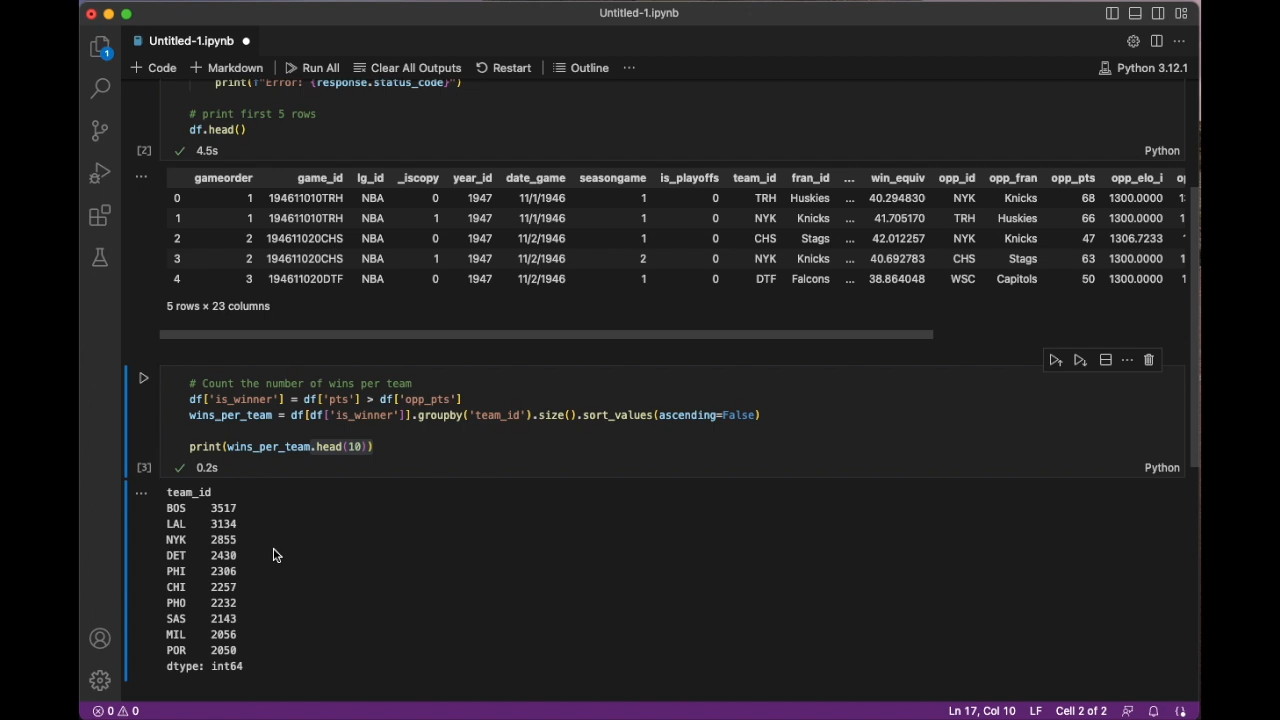 Untitled-1.ipynb
Untitled-1.ipynb
1
Code Markdown Run All Clear All Outputs Restart Outline ... Python 3.12.1
print(f"Error: {response.status_code}")
# print first 5 rows
df.head()
[2] 4.5s Python
... gameorder game_id lg_id _iscopy year_id date_game seasongame is_playoffs team_id fran_id ... win_equiv opp_id opp_fran opp_pts opp_elo_i
0 1 194611010TRH NBA 0 1947 11/1/1946 1 0 TRH Huskies ... 40.294830 NYK Knicks 68 1300.0000
1 1 194611010TRH NBA 1 1947 11/1/1946 1 0 NYK Knicks ... 41.705170 TRH Huskies 66 1300.0000
2 2 194611020CHS NBA 0 1947 11/2/1946 1 0 CHS Stags ... 42.012257 NYK Knicks 47 1306.7233
3 2 194611020CHS NBA 1 1947 11/2/1946 2 0 NYK Knicks ... 40.692783 CHS Stags 63 1300.0000
4 3 194611020DTF NBA 0 1947 11/2/1946 1 0 DTF Falcons ... 38.864048 WSC Capitols 50 1300.0000
5 rows × 23 columns
# Count the number of wins per team
df['is_winner'] = df['pts'] > df['opp_pts']
wins_per_team = df[df['is_winner']].groupby('team_id').size().sort_values(ascending=False)
print(wins_per_team.head(10))
[3] 0.2s Python
... team_id
BOS 3517
LAL 3134
NYK 2855
DET 2430
PHI 2306
CHI 2257
PHO 2232
SAS 2143
MIL 2056
POR 2050
dtype: int64
0 0 Ln 17, Col 10 LF Cell 2 of 2